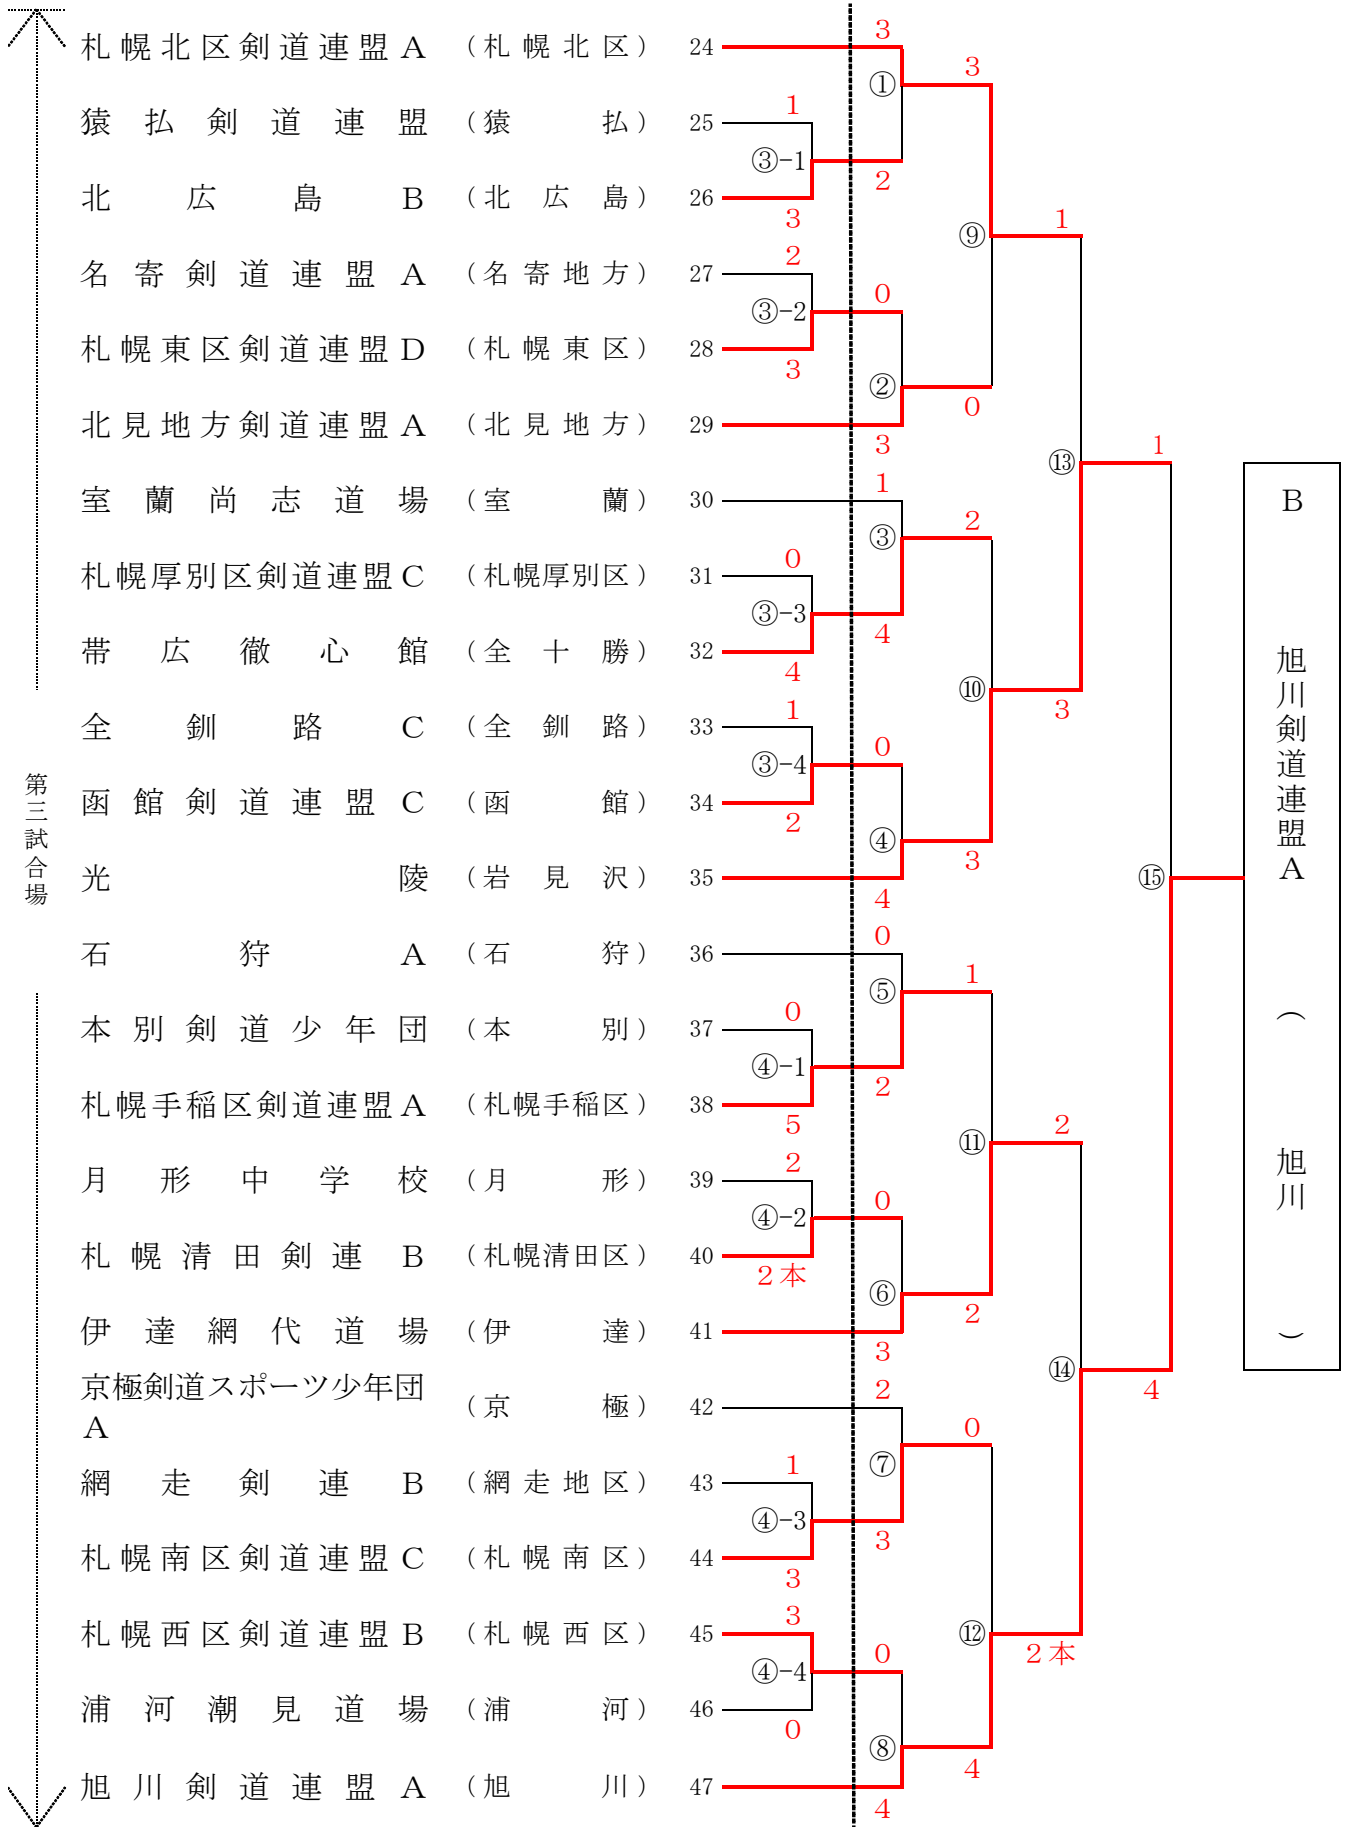 3
札幌北区剣道連盟A (札幌北区) 24
① 3
1
猿払剣道連盟 (猿払) 25
③-1
2
北広島B (北広島) 26
3
⑨ 1
2
名寄剣道連盟A (名寄地方) 27
0
③-2
札幌東区剣道連盟D (札幌東区) 28
3
②
0
北見地方剣道連盟A (北見地方) 29
3
⑬ 1
1
室蘭尚志道場 (室蘭) 30
③ 2
0
札幌厚別区剣道連盟C (札幌厚別区) 31
③-3
4
帯広徹心館 (全十勝) 32
4
⑩
3
1
全釧路C (全釧路) 33
0
③-4
函館剣道連盟C (函館) 34
2
④
3
光陵 (岩見沢) 35
4
⑮
第三試合場
0
石狩A (石狩) 36
⑤ 1
0
本別剣道少年団 (本別) 37
④-1
2
札幌手稲区剣道連盟A (札幌手稲区) 38
5
⑪ 2
2
月形中学校 (月形) 39
0
④-2
札幌清田剣連B (札幌清田区) 40
2本
⑥
2
伊達網代道場 (伊達) 41
3
⑭
4
2
京極剣道スポーツ少年団
A
(京極) 42
0
⑦
1
網走剣連B (網走地区) 43
④-3
3
札幌南区剣道連盟C (札幌南区) 44
3
3
札幌西区剣道連盟B (札幌西区) 45
⑫
2本
0
④-4
浦河潮見道場 (浦河) 46
0
⑧
4
旭川剣道連盟A (旭川) 47
4
B 旭川剣道連盟A (旭川)